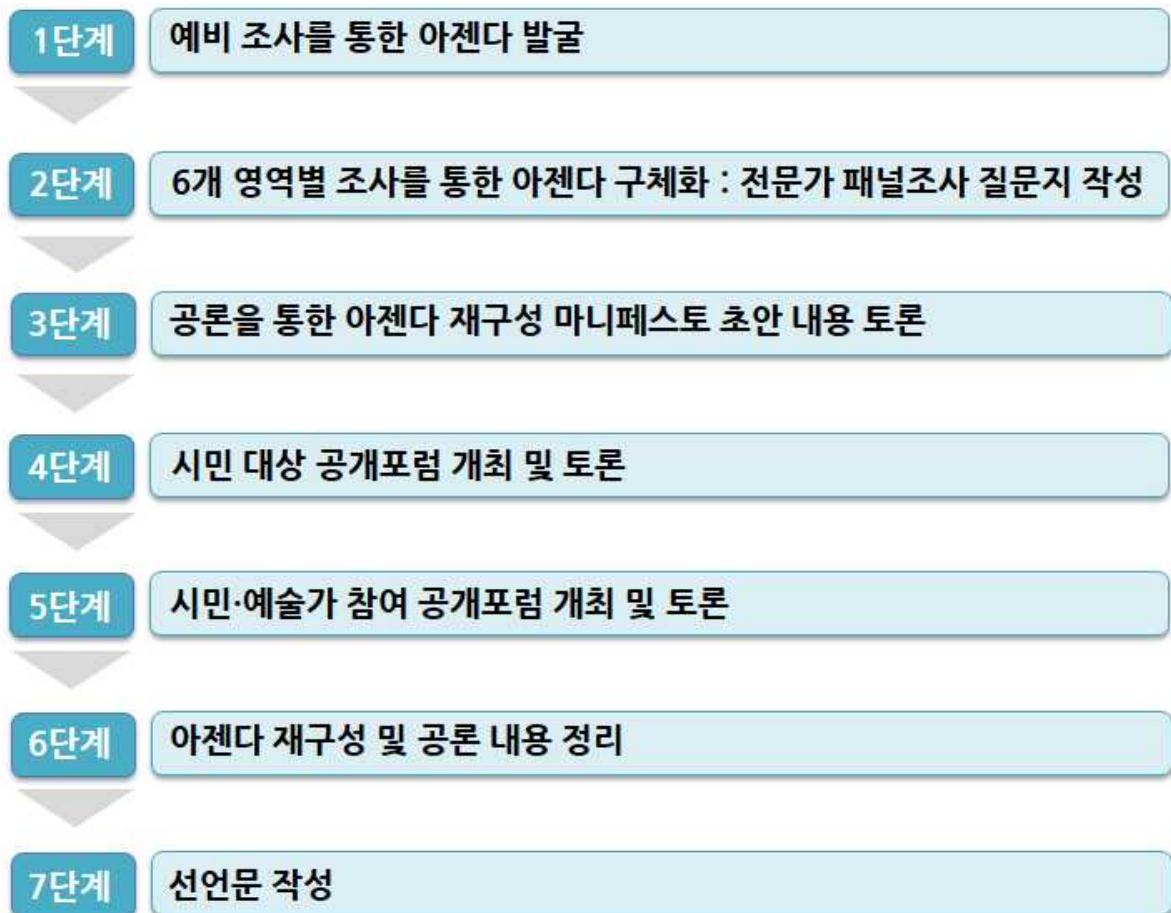 1단계 예비 조사를 통한 아젠다 발굴
2단계 6개 영역별 조사를 통한 아젠다 구체화 : 전문가 패널조사 질문지 작성
3단계 공론을 통한 아젠다 재구성 마니페스토 초안 내용 토론
4단계 시민 대상 공개포럼 개최 및 토론
5단계 시민·예술가 참여 공개포럼 개최 및 토론
6단계 아젠다 재구성 및 공론 내용 정리
7단계 선언문 작성